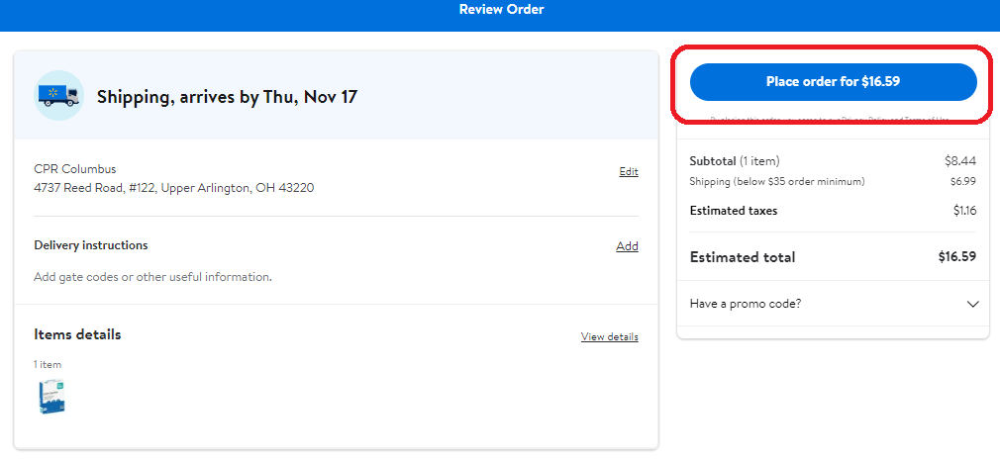 Review Order
Shipping, arrives by Thu, Nov 17
CPR Columbus
4737 Reed Road, #122, Upper Arlington, OH 43220
Edit
Delivery instructions
Add
Add gate codes or other useful information.
Items details
View details
1 item
Place order for $16.59
Subtotal (1 item) $8.44
Shipping (below $35 order minimum) $6.99
Estimated taxes $1.16
Estimated total $16.59
Have a promo code?